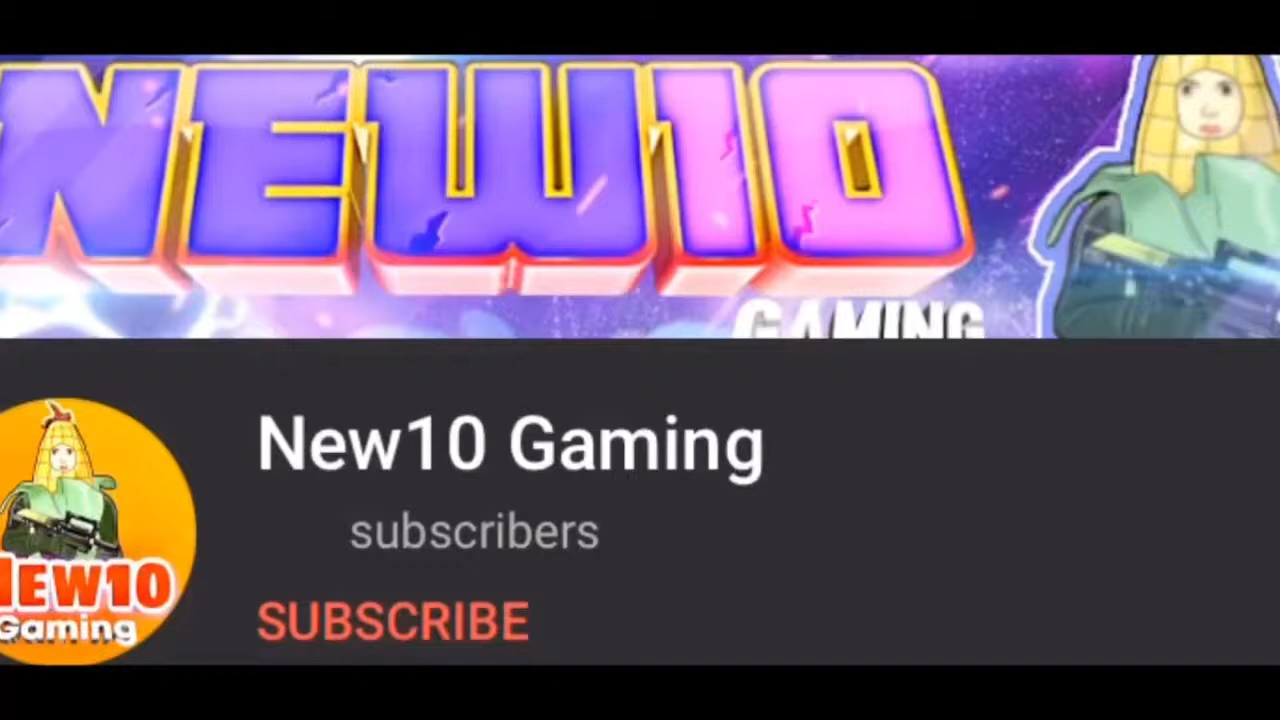 NEW10
GAMING
New10 Gaming
subscribers
SUBSCRIBE
NEW10
Gaming